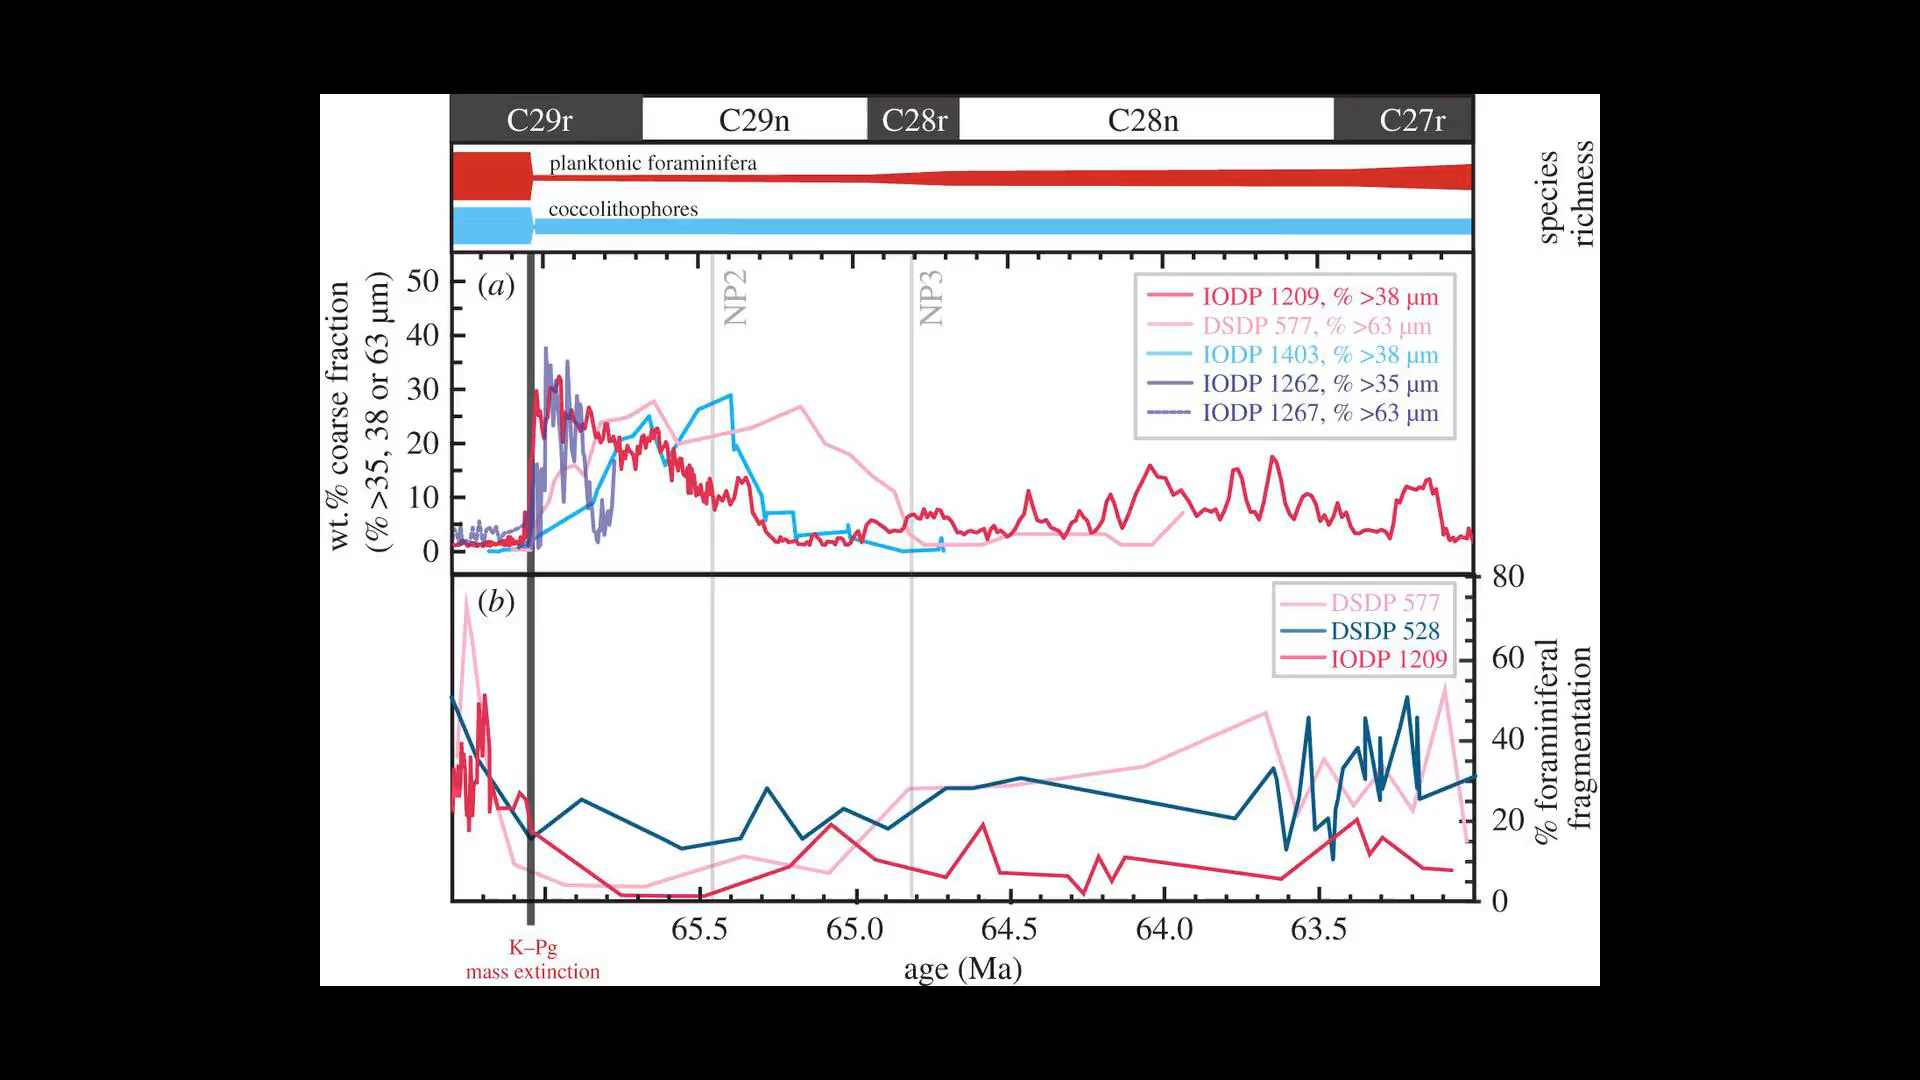 C29r C29n C28r C28n C27r
planktonic foraminifera
coccolithophores
species
richness
wt.% coarse fraction
(% >35, 38 or 63 µm)
50
40
30
20
10
0
(a)
NP2
NP3
IODP 1209, % >38 µm
DSDP 577, % >63 µm
IODP 1403, % >38 µm
IODP 1262, % >35 µm
IODP 1267, % >63 µm
(b)
DSDP 577
DSDP 528
IODP 1209
80
60
40
20
0
% foraminiferal
fragmentation
65.5 65.0 64.5 64.0 63.5
K–Pg
mass extinction
age (Ma)